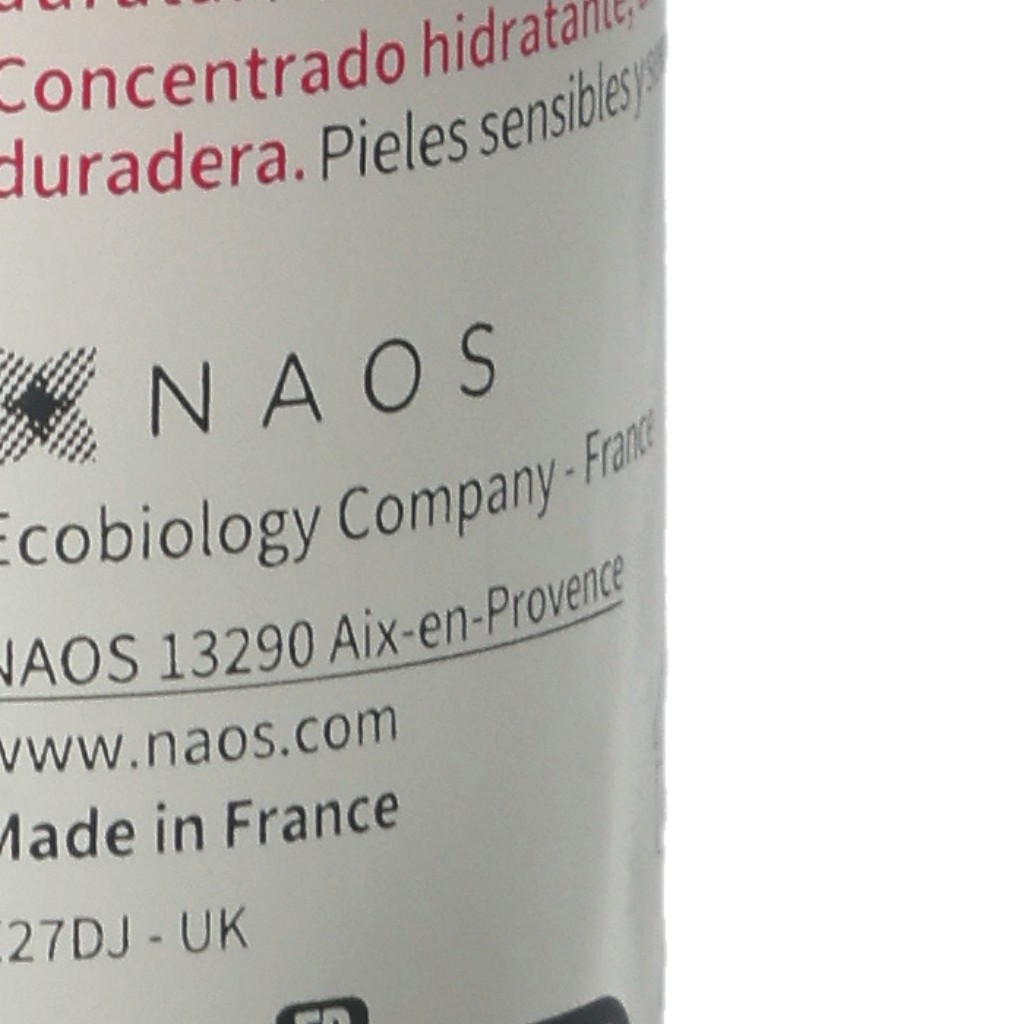 Concentrado hidratante,
duradera. Pieles sensibles y
NAOS
Ecobiology Company - France
NAOS 13290 Aix-en-Provence
www.naos.com
Made in France
27DJ - UK